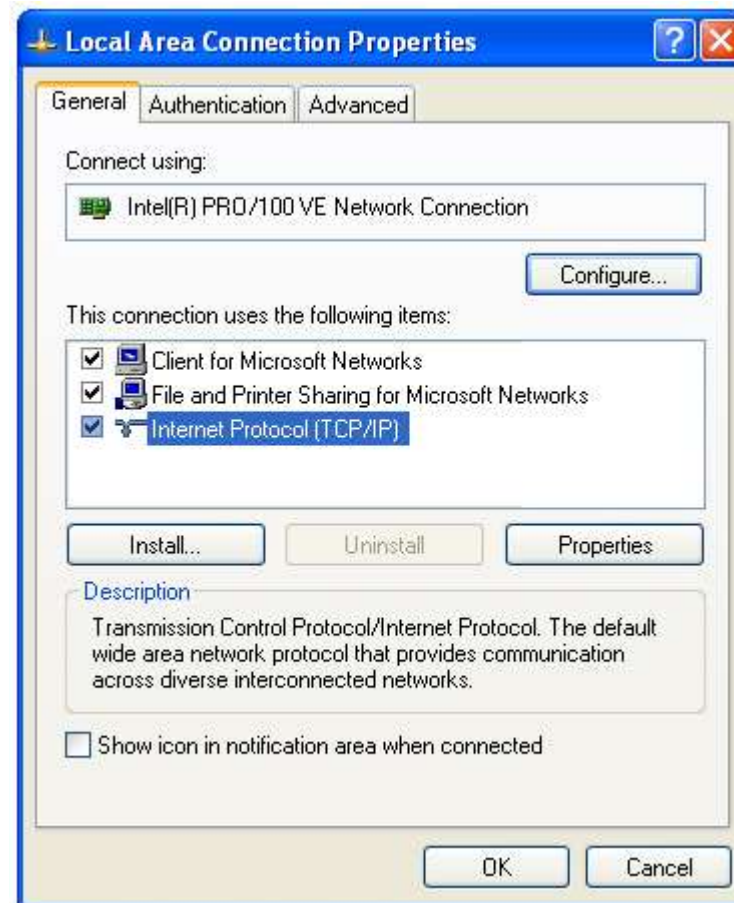 Local Area Connection Properties
General
Authentication
Advanced
Connect using:
Intel(R) PRO/100 VE Network Connection
Configure...
This connection uses the following items:
Client for Microsoft Networks
File and Printer Sharing for Microsoft Networks
Internet Protocol (TCP/IP)
Install...
Uninstall
Properties
Description
Transmission Control Protocol/Internet Protocol. The default
wide area network protocol that provides communication
across diverse interconnected networks.
Show icon in notification area when connected
OK
Cancel